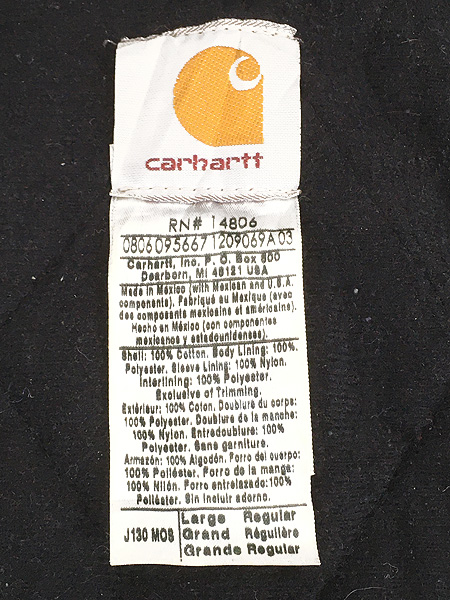 carhartt
RN# 14806
0806095667 1209069A03
Carhartt, Inc. P. O. Box 600
Dearborn, MI 48121 USA
Made in Mexico (with Mexican and U.S.A.
components). Fabriqué au Mexique (avec
des composants mexicains et américains).
Hecho en México (con componentes
mexicanos y estadounidenses).
Shell: 100% Cotton. Body Lining: 100%
Polyester. Sleeve Lining: 100% Nylon.
Interlining: 100% Polyester.
Exclusive of Trimming.
Extérieur: 100% Coton. Doublure du corps:
100% Polyester. Doublure de la manche:
100% Nylon. Entredoublure: 100%
Polyester. Sans garniture.
Armazón: 100% Algodón. Forro del cuerpo:
100% Poliéster. Forro de la manga:
100% Nilón. Forro entrelazado: 100%
Poliéster. Sin incluir adorno.
J130 MOS
Large Regular
Grand Régulière
Grande Regular